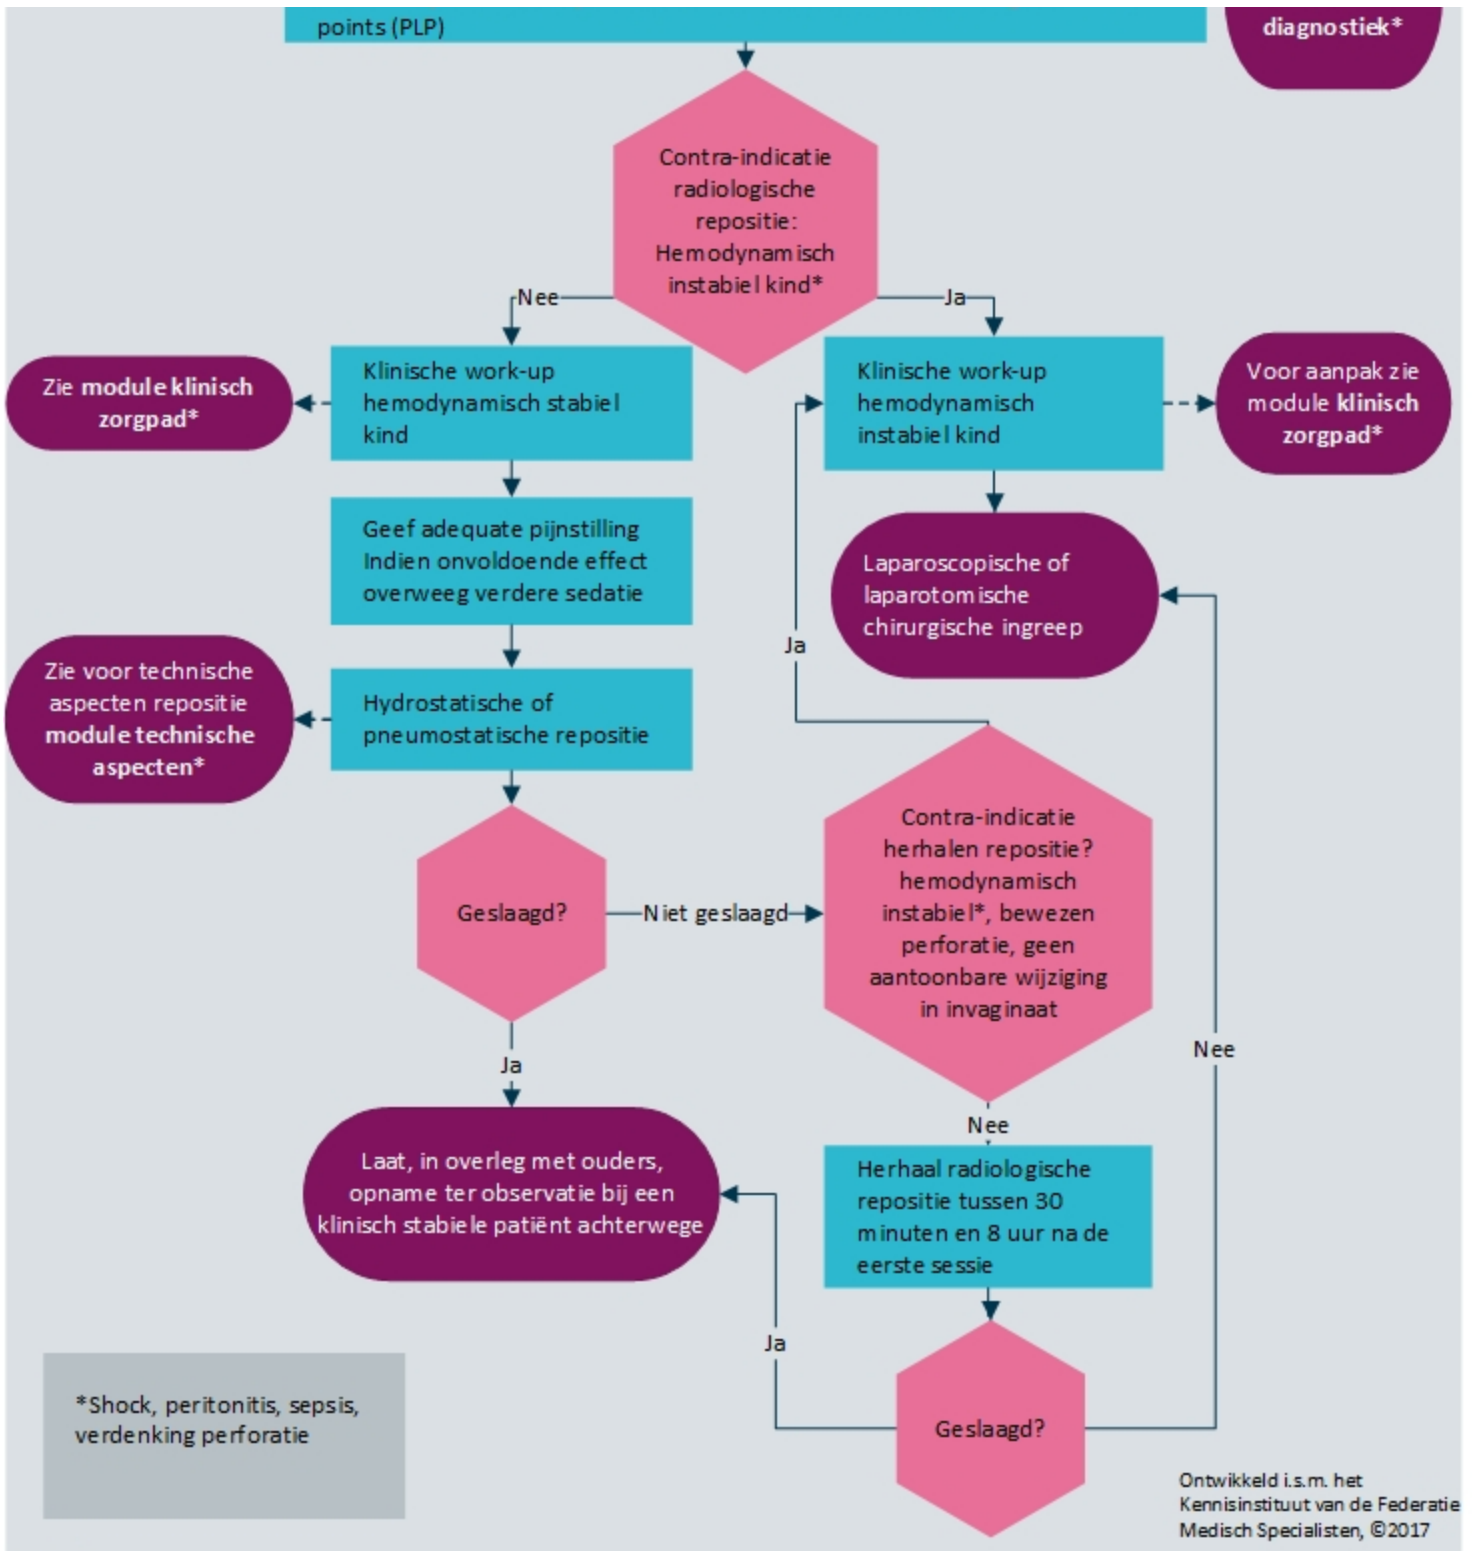 points (PLP)
diagnostiek*
Contra-indicatie
radiologische
repositie:
Hemodynamisch
instabiel kind*
Nee
Ja
Zie module klinisch
zorgpad*
Klinische work-up
hemodynamisch stabiel
kind
Klinische work-up
hemodynamisch
instabiel kind
Voor aanpak zie
module klinisch
zorgpad*
Geef adequate pijnstilling
Indien onvoldoende effect
overweeg verdere sedatie
Laparoscopische of
laparotomische
chirurgische ingreep
Ja
Zie voor technische
aspecten repositie
module technische
aspecten*
Hydrostatische of
pneumostatische repositie
Contra-indicatie
herhalen repositie?
hemodynamisch
instabiel*, bewezen
perforatie, geen
aantoonbare wijziging
in invaginaat
Geslaagd?
Niet geslaagd
Nee
Ja
Nee
Laat, in overleg met ouders,
opname ter observatie bij een
klinisch stabiele patiënt achterwege
Herhaal radiologische
repositie tussen 30
minuten en 8 uur na de
eerste sessie
Ja
Geslaagd?
*Shock, peritonitis, sepsis,
verdenking perforatie
Ontwikkeld i.s.m. het
Kennisinstituut van de Federatie
Medisch Specialisten, ©2017